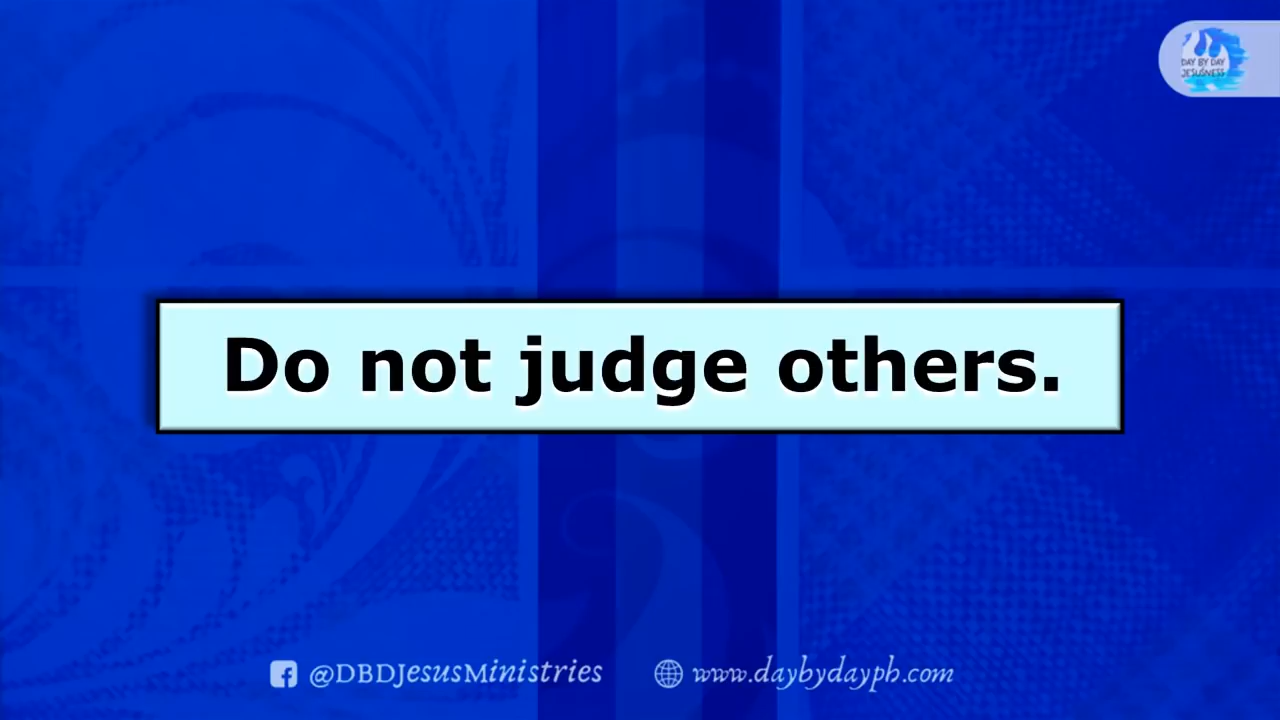 DAY BY DAY
JESUSNESS
Do not judge others.
@DBDJesusMinistries
www.daybydayph.com